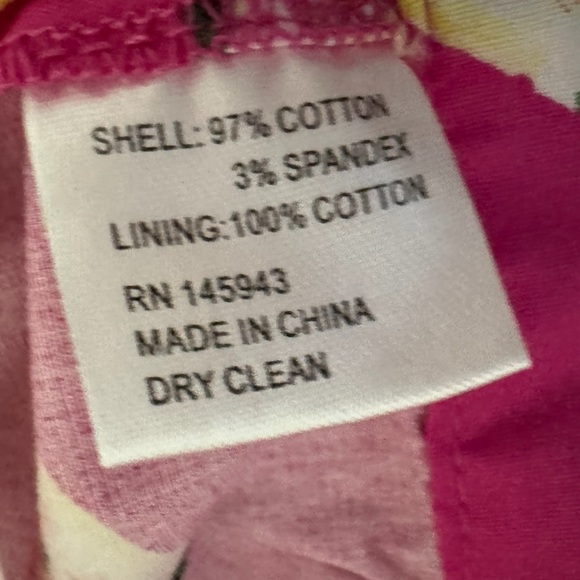 SHELL: 97% COTTON
3% SPANDEX
LINING:100% COTTON
RN 145943
MADE IN CHINA
DRY CLEAN